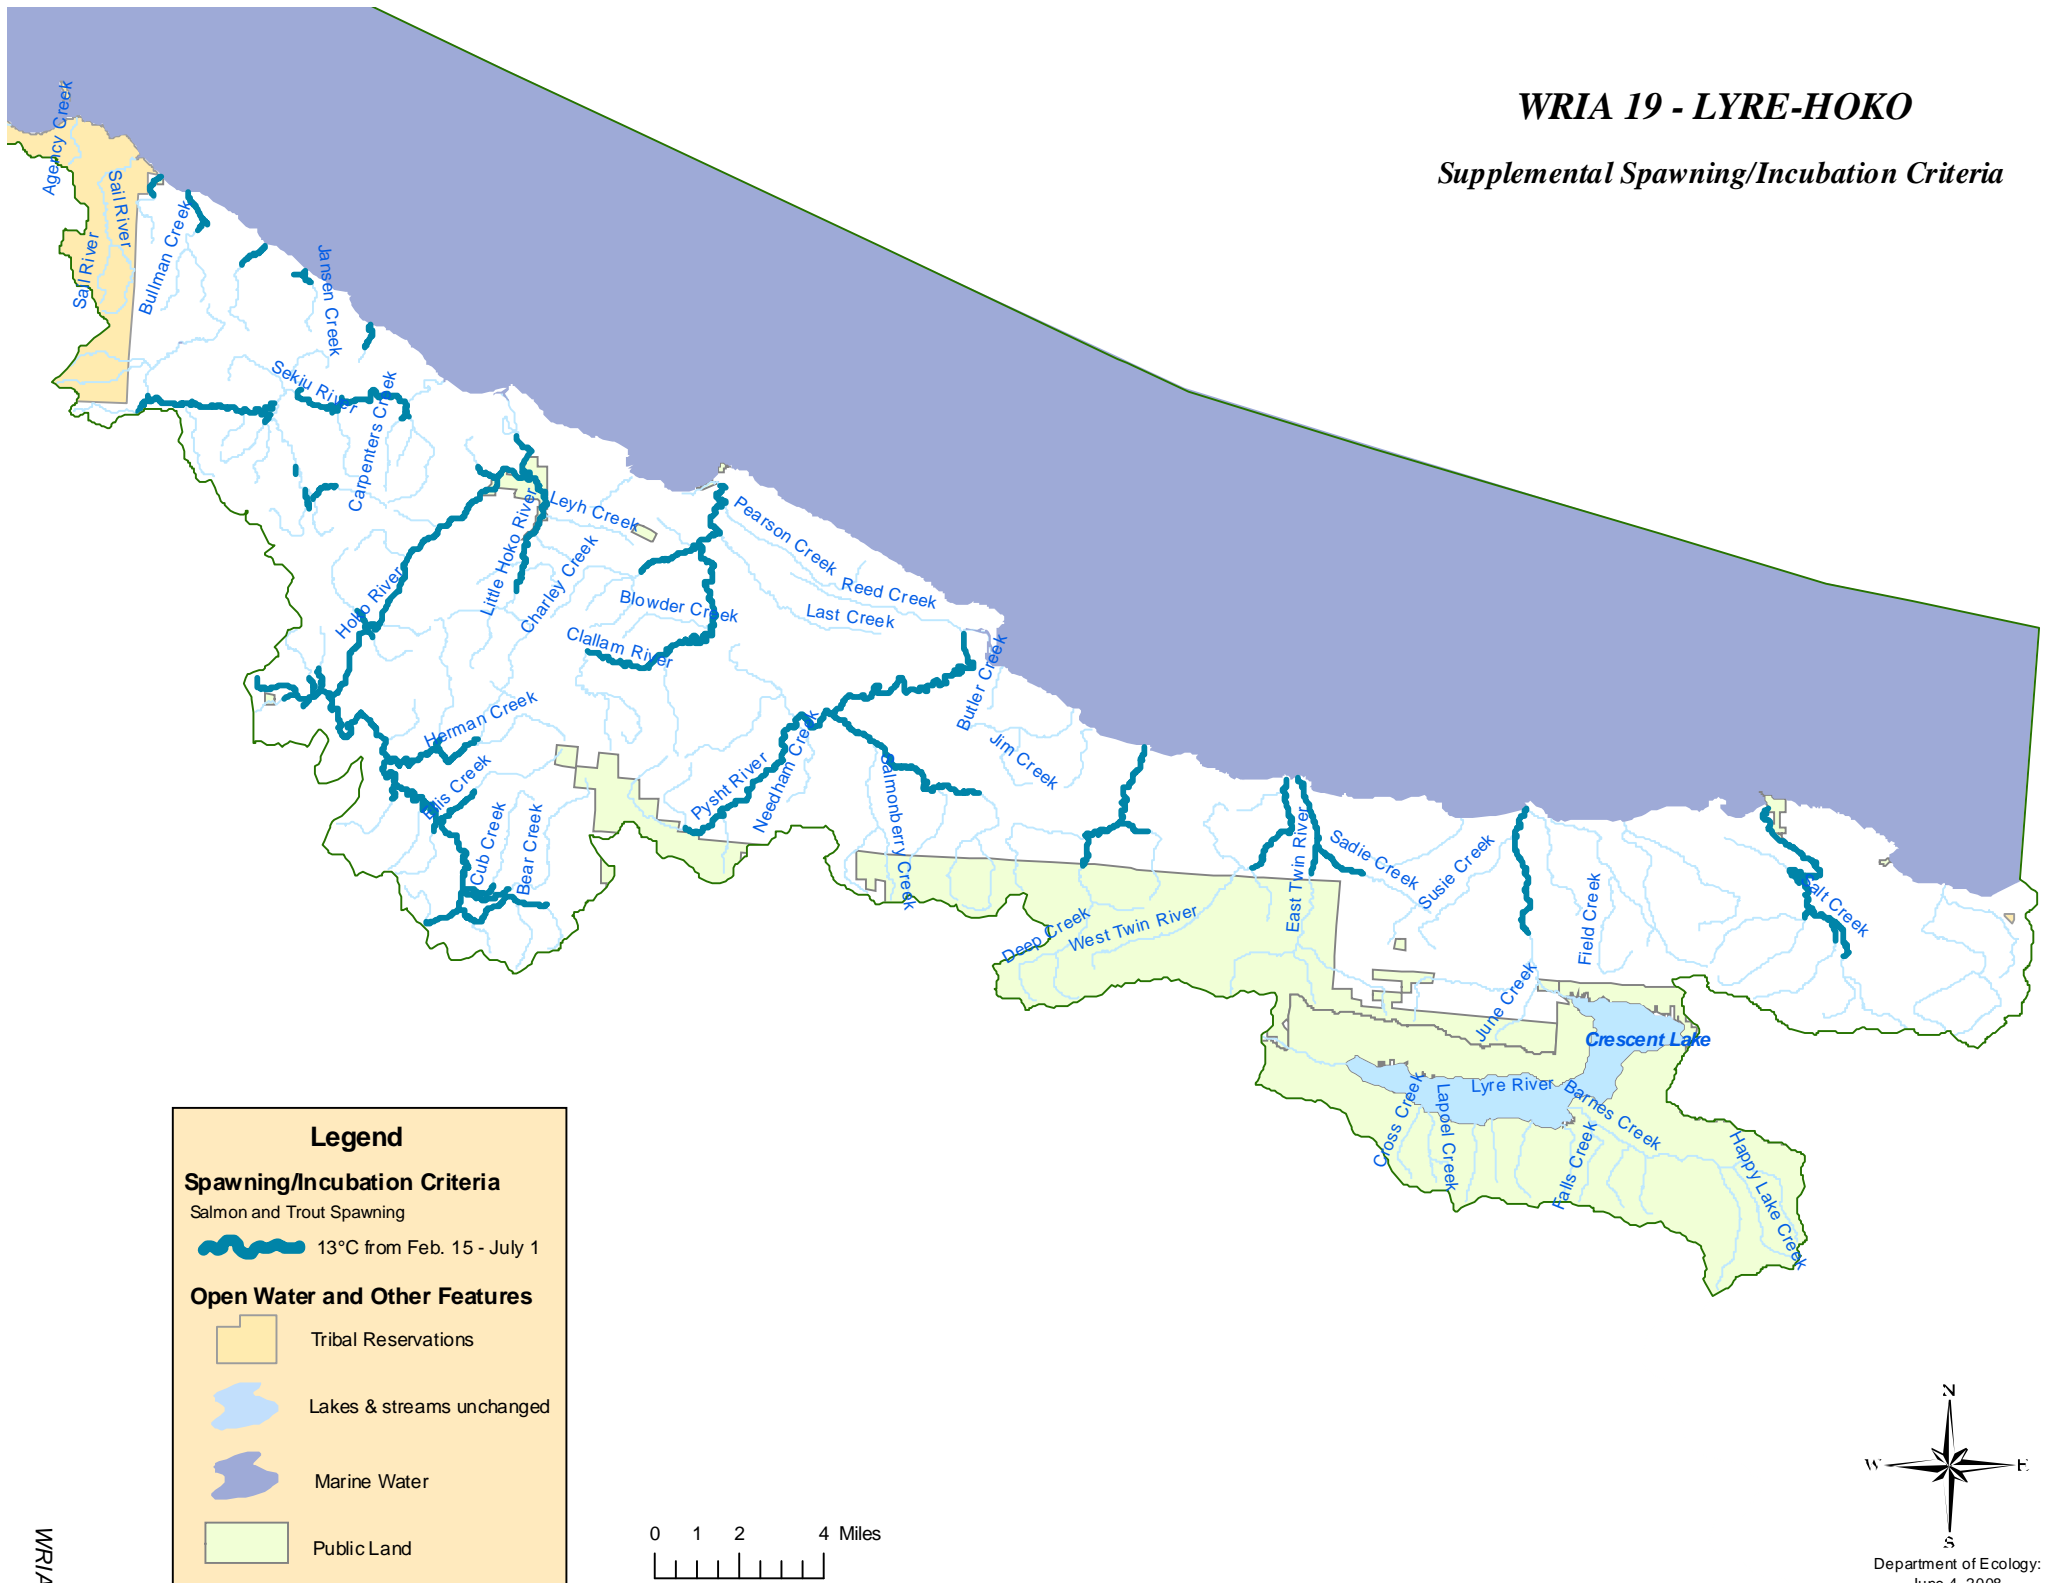 WRIA 19 - LYRE-HOKO
Supplemental Spawning/Incubation Criteria
Agency Creek
Sail River
Sail River
Bullman Creek
Jansen Creek
Sekiu River
Carpenters Creek
Leyh Creek
Little Hoko River
Charley Creek
Hoko River
Pearson Creek
Reed Creek
Last Creek
Blowder Creek
Clallam River
Butler Creek
Herman Creek
Ellis Creek
Cub Creek
Bear Creek
Pysht River
Needham Creek
Salmonberry Creek
Jim Creek
Deep Creek
West Twin River
East Twin River
Sadie Creek
Susie Creek
Field Creek
Salt Creek
June Creek
Crescent Lake
Lyre River
Cross Creek
Lapoel Creek
Barnes Creek
Falls Creek
Happy Lake Creek
Legend
Spawning/Incubation Criteria
Salmon and Trout Spawning
13°C from Feb. 15 - July 1
Open Water and Other Features
Tribal Reservations
Lakes & streams unchanged
Marine Water
Public Land
WRIA
0 1 2 4 Miles
N
W E
S
Department of Ecology:
June 4, 2008